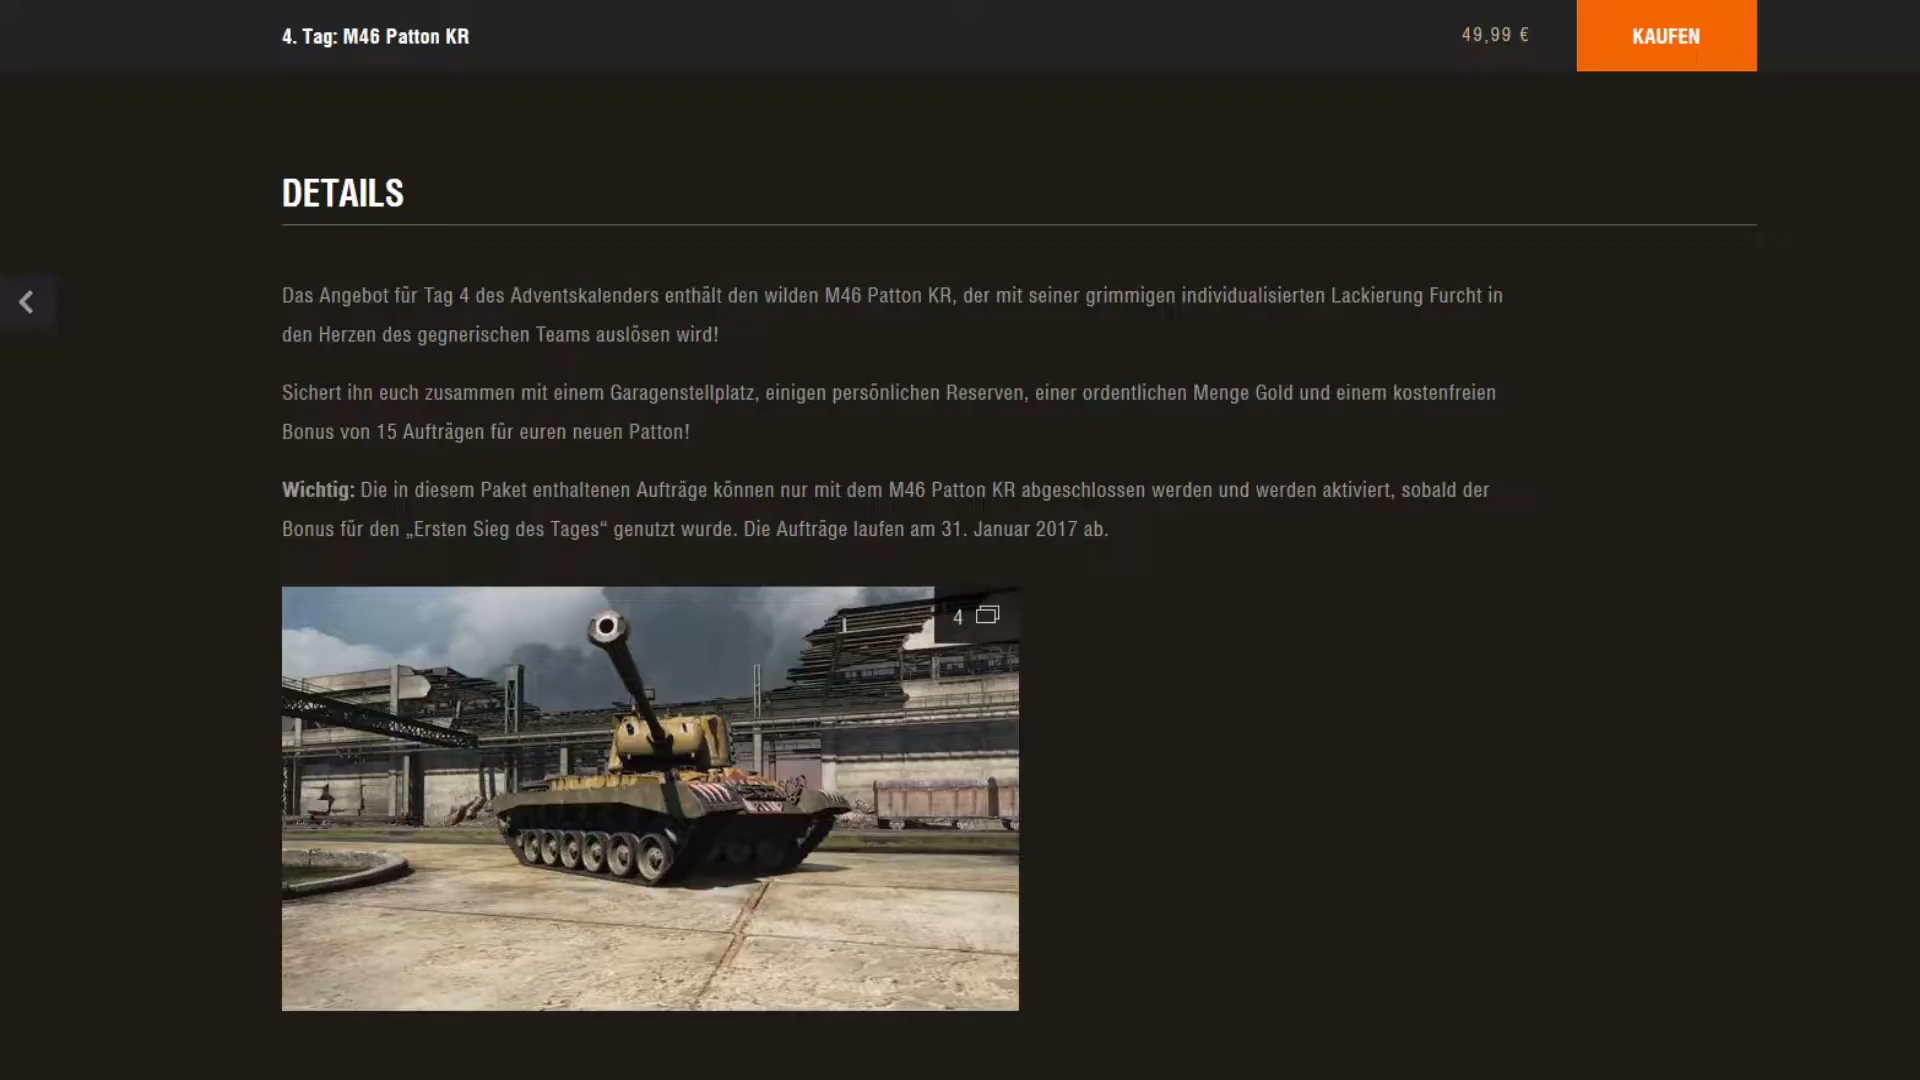 4. Tag: M46 Patton KR
49,99 €
KAUFEN
DETAILS
Das Angebot für Tag 4 des Adventskalenders enthält den wilden M46 Patton KR, der mit seiner grimmigen individualisierten Lackierung Furcht in
den Herzen des gegnerischen Teams auslösen wird!
Sichert ihn euch zusammen mit einem Garagenstellplatz, einigen persönlichen Reserven, einer ordentlichen Menge Gold und einem kostenfreien
Bonus von 15 Aufträgen für euren neuen Patton!
Wichtig: Die in diesem Paket enthaltenen Aufträge können nur mit dem M46 Patton KR abgeschlossen werden und werden aktiviert, sobald der
Bonus für den „Ersten Sieg des Tages“ genutzt wurde. Die Aufträge laufen am 31. Januar 2017 ab.
4